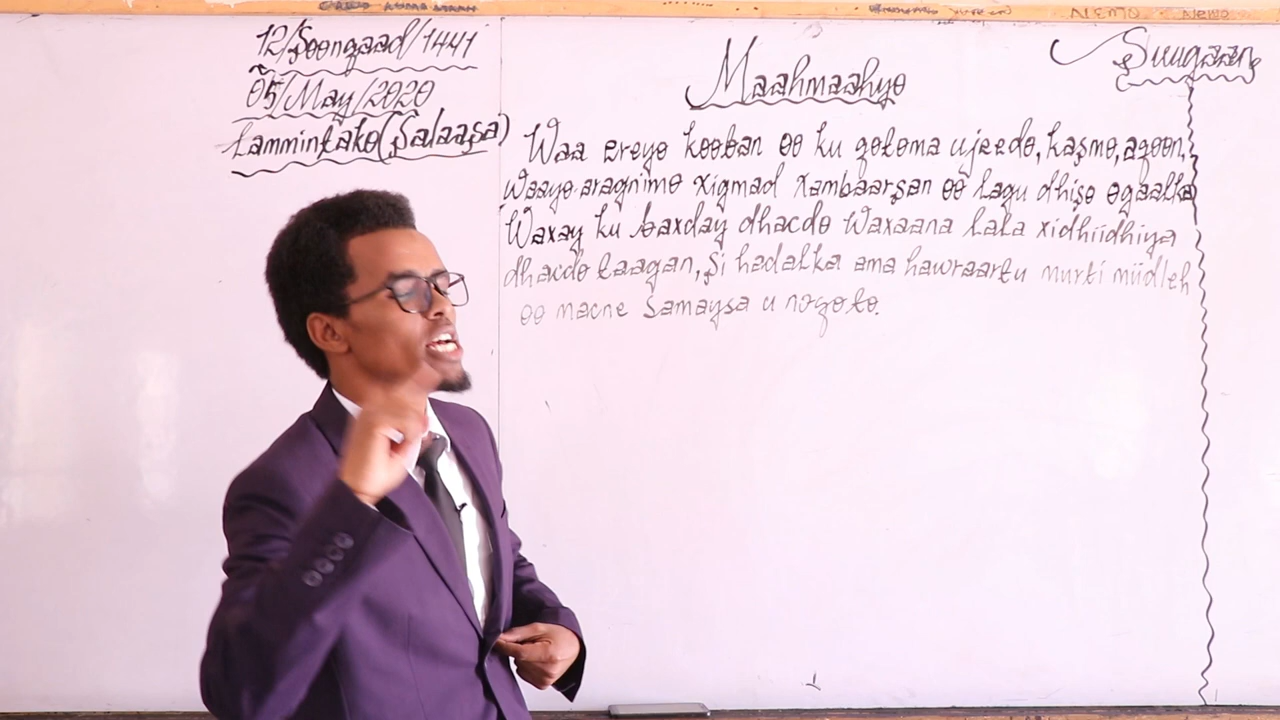 12/Soongaad/1441
05/May/2020
Lammintako(Salaasa)
Suugaan
Maahmaahyo
Waa ereyo kooban oo ku qotoma ujeedo, kasmo, aqoon,
waayo aragnimo xigmad xambaarsan oo lagu dhiso ogaalka
Waxay ku baxday dhacdo waxaana lala xidhiidhiya
dhacdo taagan, si hadalka ama hawraartu murti miidleh
oo macne samaysa u noqoto.